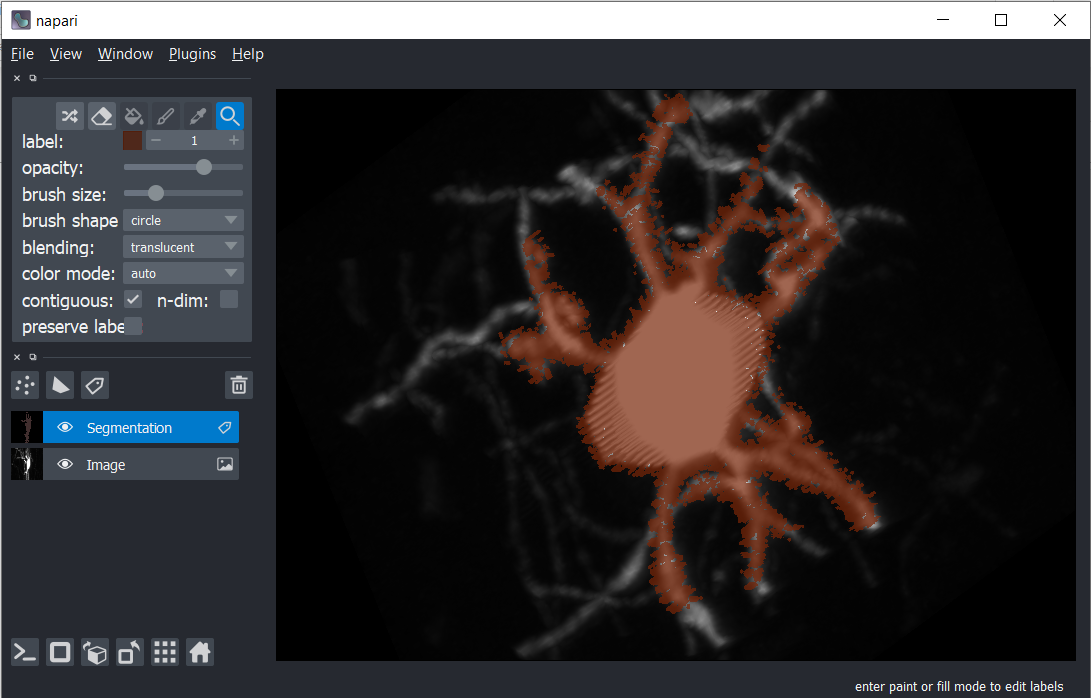 napari
File View Window Plugins Help
label: 1
opacity:
brush size:
brush shape circle
blending: translucent
color mode: auto
contiguous: n-dim:
preserve labe
Segmentation
Image
enter paint or fill mode to edit labels